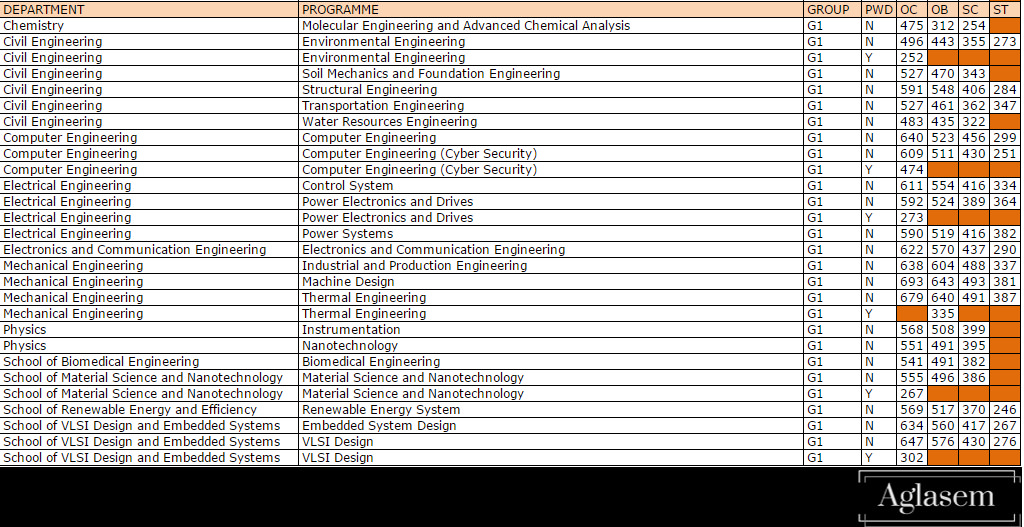 DEPARTMENT PROGRAMME GROUP PWD OC OB SC ST
Chemistry Molecular Engineering and Advanced Chemical Analysis G1 N 475 312 254
Civil Engineering Environmental Engineering G1 N 496 443 355 273
Civil Engineering Environmental Engineering G1 Y 252
Civil Engineering Soil Mechanics and Foundation Engineering G1 N 527 470 343
Civil Engineering Structural Engineering G1 N 591 548 406 284
Civil Engineering Transportation Engineering G1 N 527 461 362 347
Civil Engineering Water Resources Engineering G1 N 483 435 322
Computer Engineering Computer Engineering G1 N 640 523 456 299
Computer Engineering Computer Engineering (Cyber Security) G1 N 609 511 430 251
Computer Engineering Computer Engineering (Cyber Security) G1 Y 474
Electrical Engineering Control System G1 N 611 554 416 334
Electrical Engineering Power Electronics and Drives G1 N 592 524 389 364
Electrical Engineering Power Electronics and Drives G1 Y 273
Electrical Engineering Power Systems G1 N 590 519 416 382
Electronics and Communication Engineering Electronics and Communication Engineering G1 N 622 570 437 290
Mechanical Engineering Industrial and Production Engineering G1 N 638 604 488 337
Mechanical Engineering Machine Design G1 N 693 643 493 381
Mechanical Engineering Thermal Engineering G1 N 679 640 491 387
Mechanical Engineering Thermal Engineering G1 Y 335
Physics Instrumentation G1 N 568 508 399
Physics Nanotechnology G1 N 551 491 395
School of Biomedical Engineering Biomedical Engineering G1 N 541 491 382
School of Material Science and Nanotechnology Material Science and Nanotechnology G1 N 555 496 386
School of Material Science and Nanotechnology Material Science and Nanotechnology G1 Y 267
School of Renewable Energy and Efficiency Renewable Energy System G1 N 569 517 370 246
School of VLSI Design and Embedded Systems Embedded System Design G1 N 634 560 417 267
School of VLSI Design and Embedded Systems VLSI Design G1 N 647 576 430 276
School of VLSI Design and Embedded Systems VLSI Design G1 Y 302
Aglasem